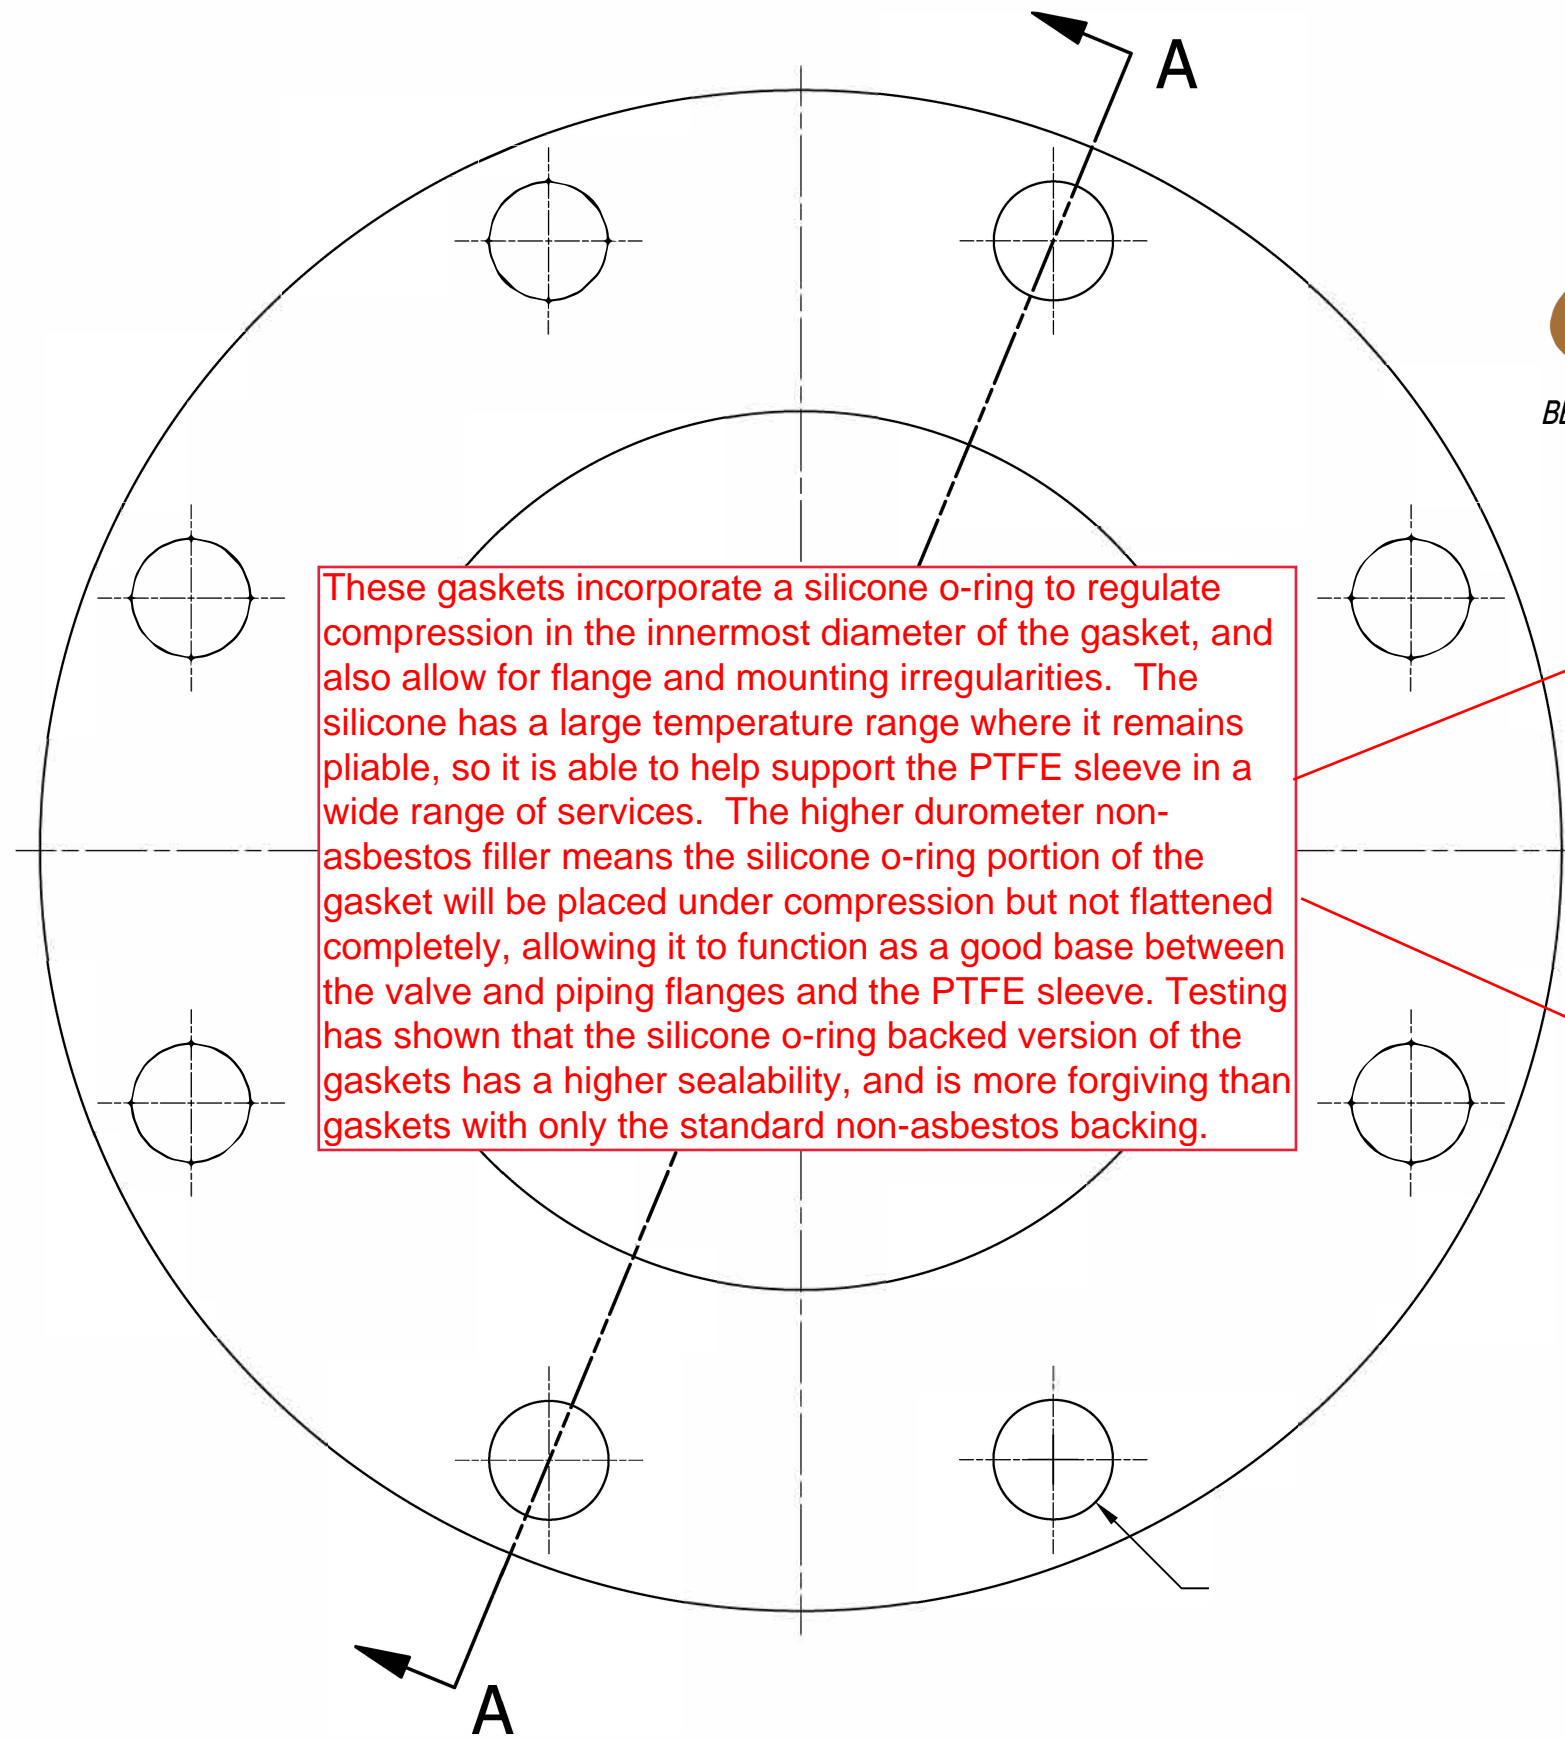 A
These gaskets incorporate a silicone o-ring to regulate
compression in the innermost diameter of the gasket, and
also allow for flange and mounting irregularities.  The
silicone has a large temperature range where it remains
pliable, so it is able to help support the PTFE sleeve in a
wide range of services.  The higher durometer non-
asbestos filler means the silicone o-ring portion of the
gasket will be placed under compression but not flattened
completely, allowing it to function as a good base between
the valve and piping flanges and the PTFE sleeve. Testing
has shown that the silicone o-ring backed version of the
gaskets has a higher sealability, and is more forgiving than
gaskets with only the standard non-asbestos backing.
A